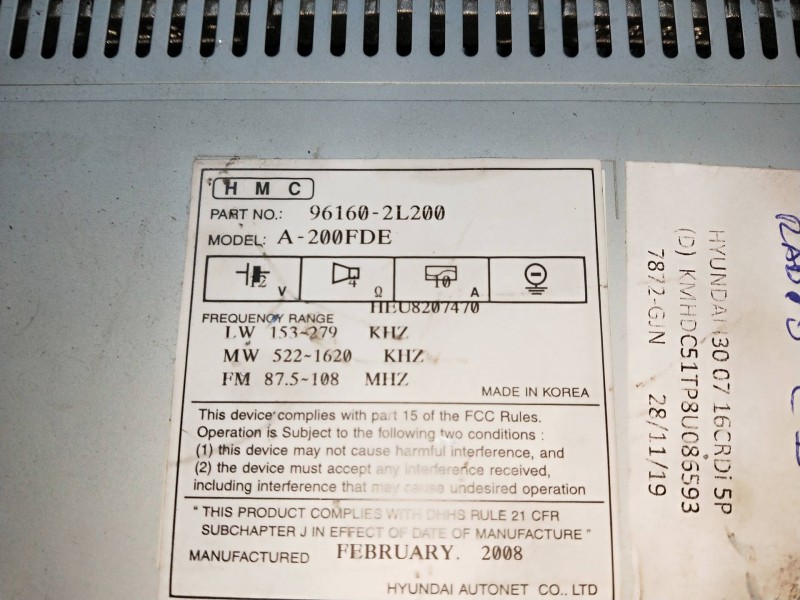 HMC
PART NO.: 96160-2L200
MODEL: A-200FDE
12 V 4 Ω 10 A
HEU8207470
FREQUENCY RANGE
LW 153~279 KHZ
MW 522~1620 KHZ
FM 87.5~108 MHZ
MADE IN KOREA
This device complies with part 15 of the FCC Rules.
Operation is Subject to the following two conditions :
(1) this device may not cause harmful interference, and
(2) the device must accept any interference received,
including interference that may cause undesired operation
"THIS PRODUCT COMPLIES WITH DHHS RULE 21 CFR
SUBCHAPTER J IN EFFECT OF DATE OF MANUFACTURE"
MANUFACTURED FEBRUARY. 2008
HYUNDAI AUTONET CO., LTD
HYUNDAI I30 07 16CRDi 5P
(D) KMHDC51TP8U086593
7872-GJN 28/11/19